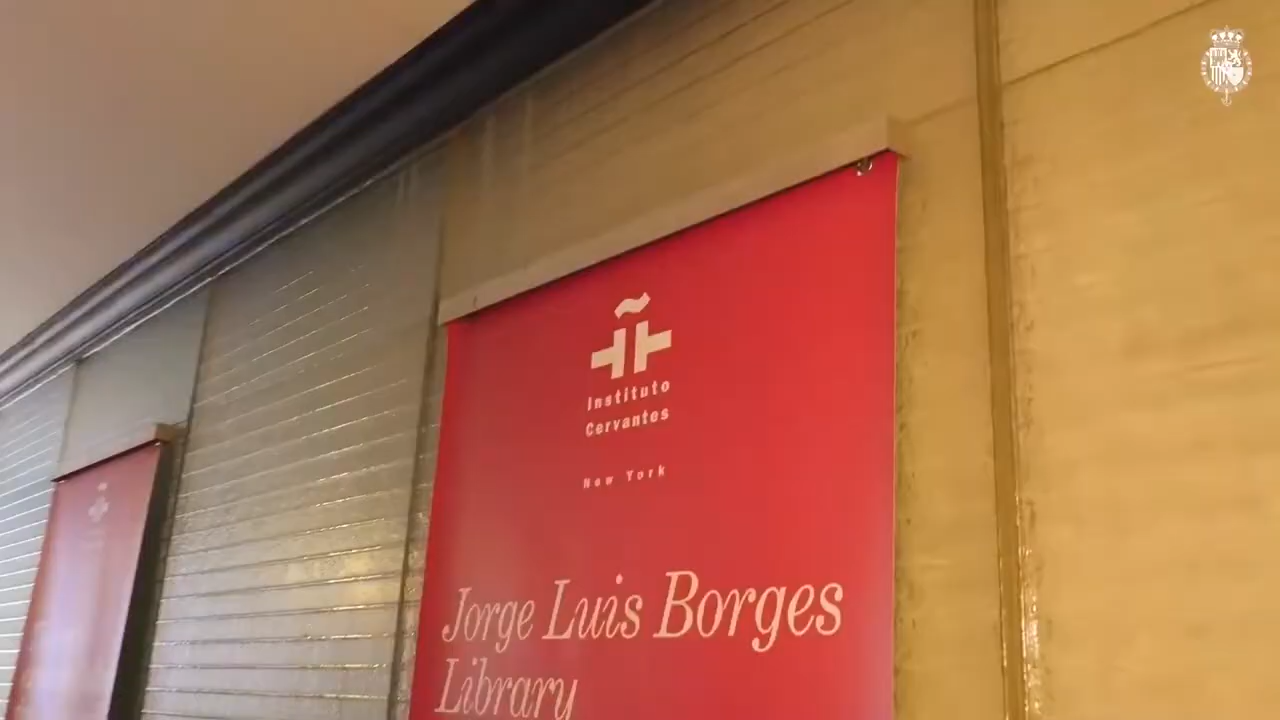 Instituto
Cervantes
New York
Jorge Luis Borges
Library